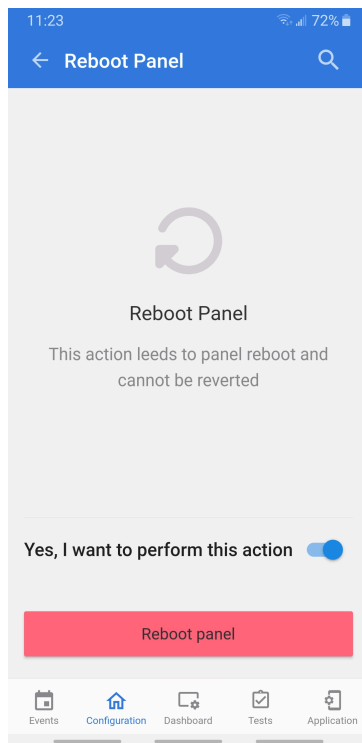 11:23 72%
Reboot Panel
Reboot Panel
This action leeds to panel reboot and
cannot be reverted
Yes, I want to perform this action
Reboot panel
Events Configuration Dashboard Tests Application